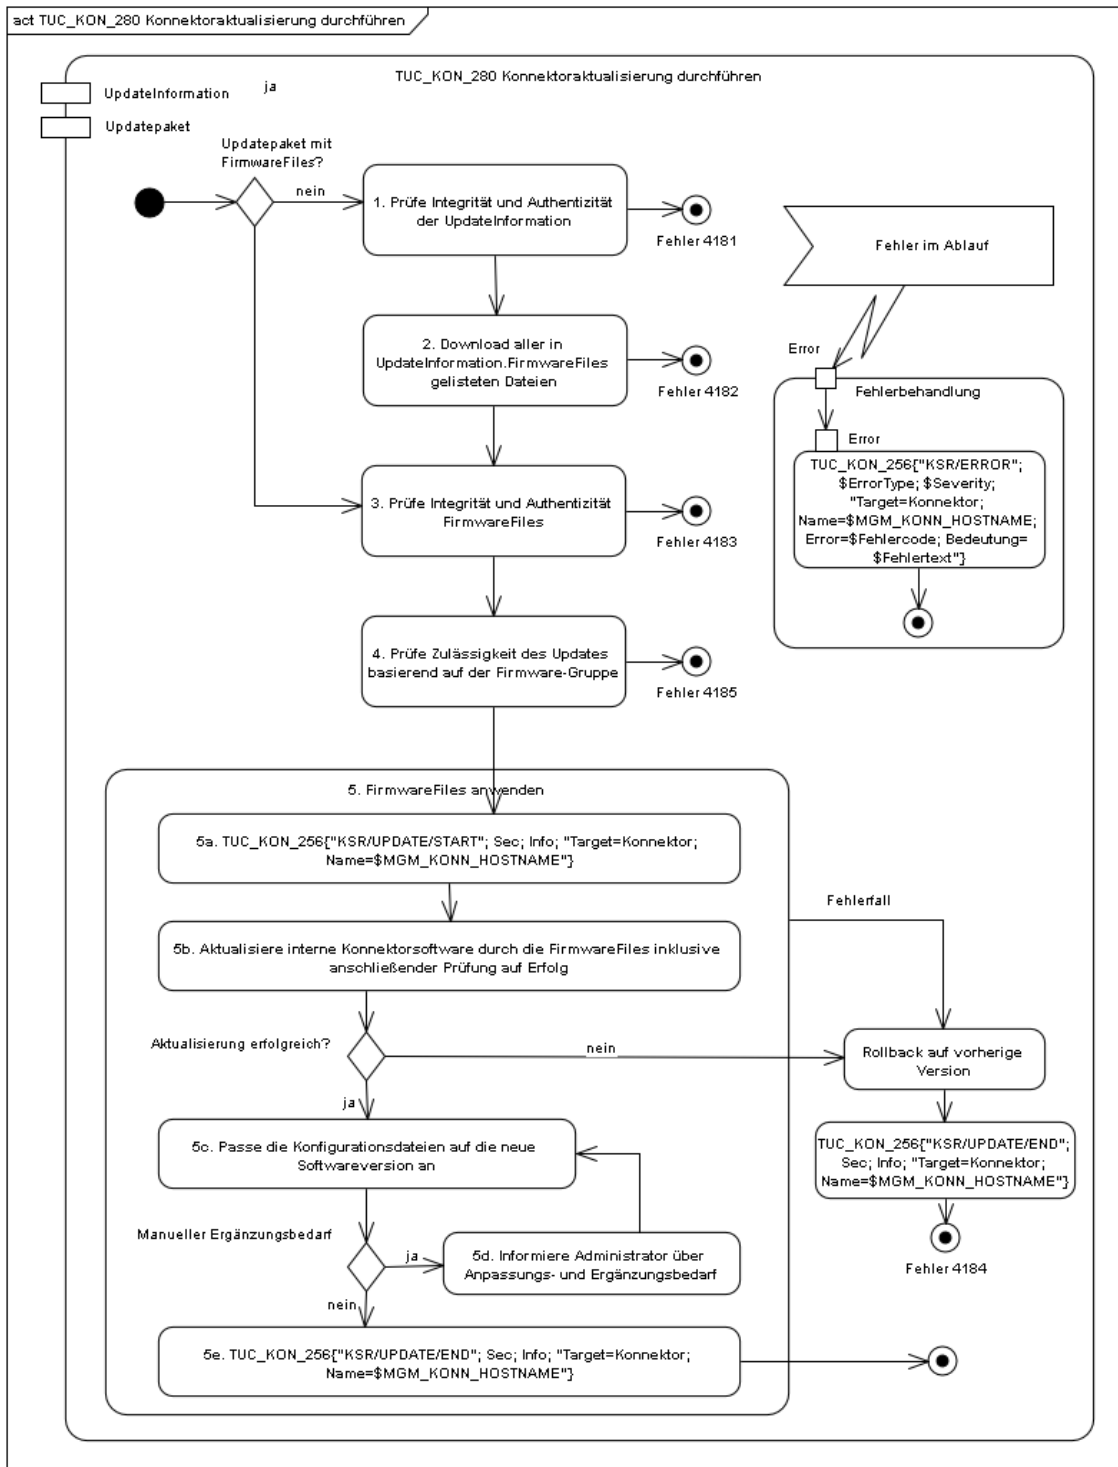 act TUC_KON_280 Konnektoraktualisierung durchführen
TUC_KON_280 Konnektoraktualisierung durchführen
UpdateInformation
ja
Updatepaket
Updatepaket mit
FirmwareFiles?
nein
1. Prüfe Integrität und Authentizität
der UpdateInformation
Fehler 4181
Fehler im Ablauf
2. Download aller in
UpdateInformation.FirmwareFiles
gelisteten Dateien
Fehler 4182
Error
Fehlerbehandlung
Error
TUC_KON_256{"KSR/ERROR";
$ErrorType; $Severity;
"Target=Konnektor;
Name=$MGM_KONN_HOSTNAME;
Error=$Fehlercode; Bedeutung=
$Fehlertext"}
3. Prüfe Integrität und Authentizität
FirmwareFiles
Fehler 4183
4. Prüfe Zulässigkeit des Updates
basierend auf der Firmware-Gruppe
Fehler 4185
5. FirmwareFiles anwenden
5a. TUC_KON_256{"KSR/UPDATE/START"; Sec; Info; "Target=Konnektor;
Name=$MGM_KONN_HOSTNAME"}
Fehlerfall
5b. Aktualisiere interne Konnektorsoftware durch die FirmwareFiles inklusive
anschließender Prüfung auf Erfolg
Aktualisierung erfolgreich?
nein
Rollback auf vorherige
Version
ja
5c. Passe die Konfigurationsdateien auf die neue
Softwareversion an
TUC_KON_256{"KSR/UPDATE/END";
Sec; Info; "Target=Konnektor;
Name=$MGM_KONN_HOSTNAME"}
Manueller Ergänzungsbedarf
ja
5d. Informiere Administrator über
Anpassungs- und Ergänzungsbedarf
Fehler 4184
nein
5e. TUC_KON_256{"KSR/UPDATE/END"; Sec; Info; "Target=Konnektor;
Name=$MGM_KONN_HOSTNAME"}